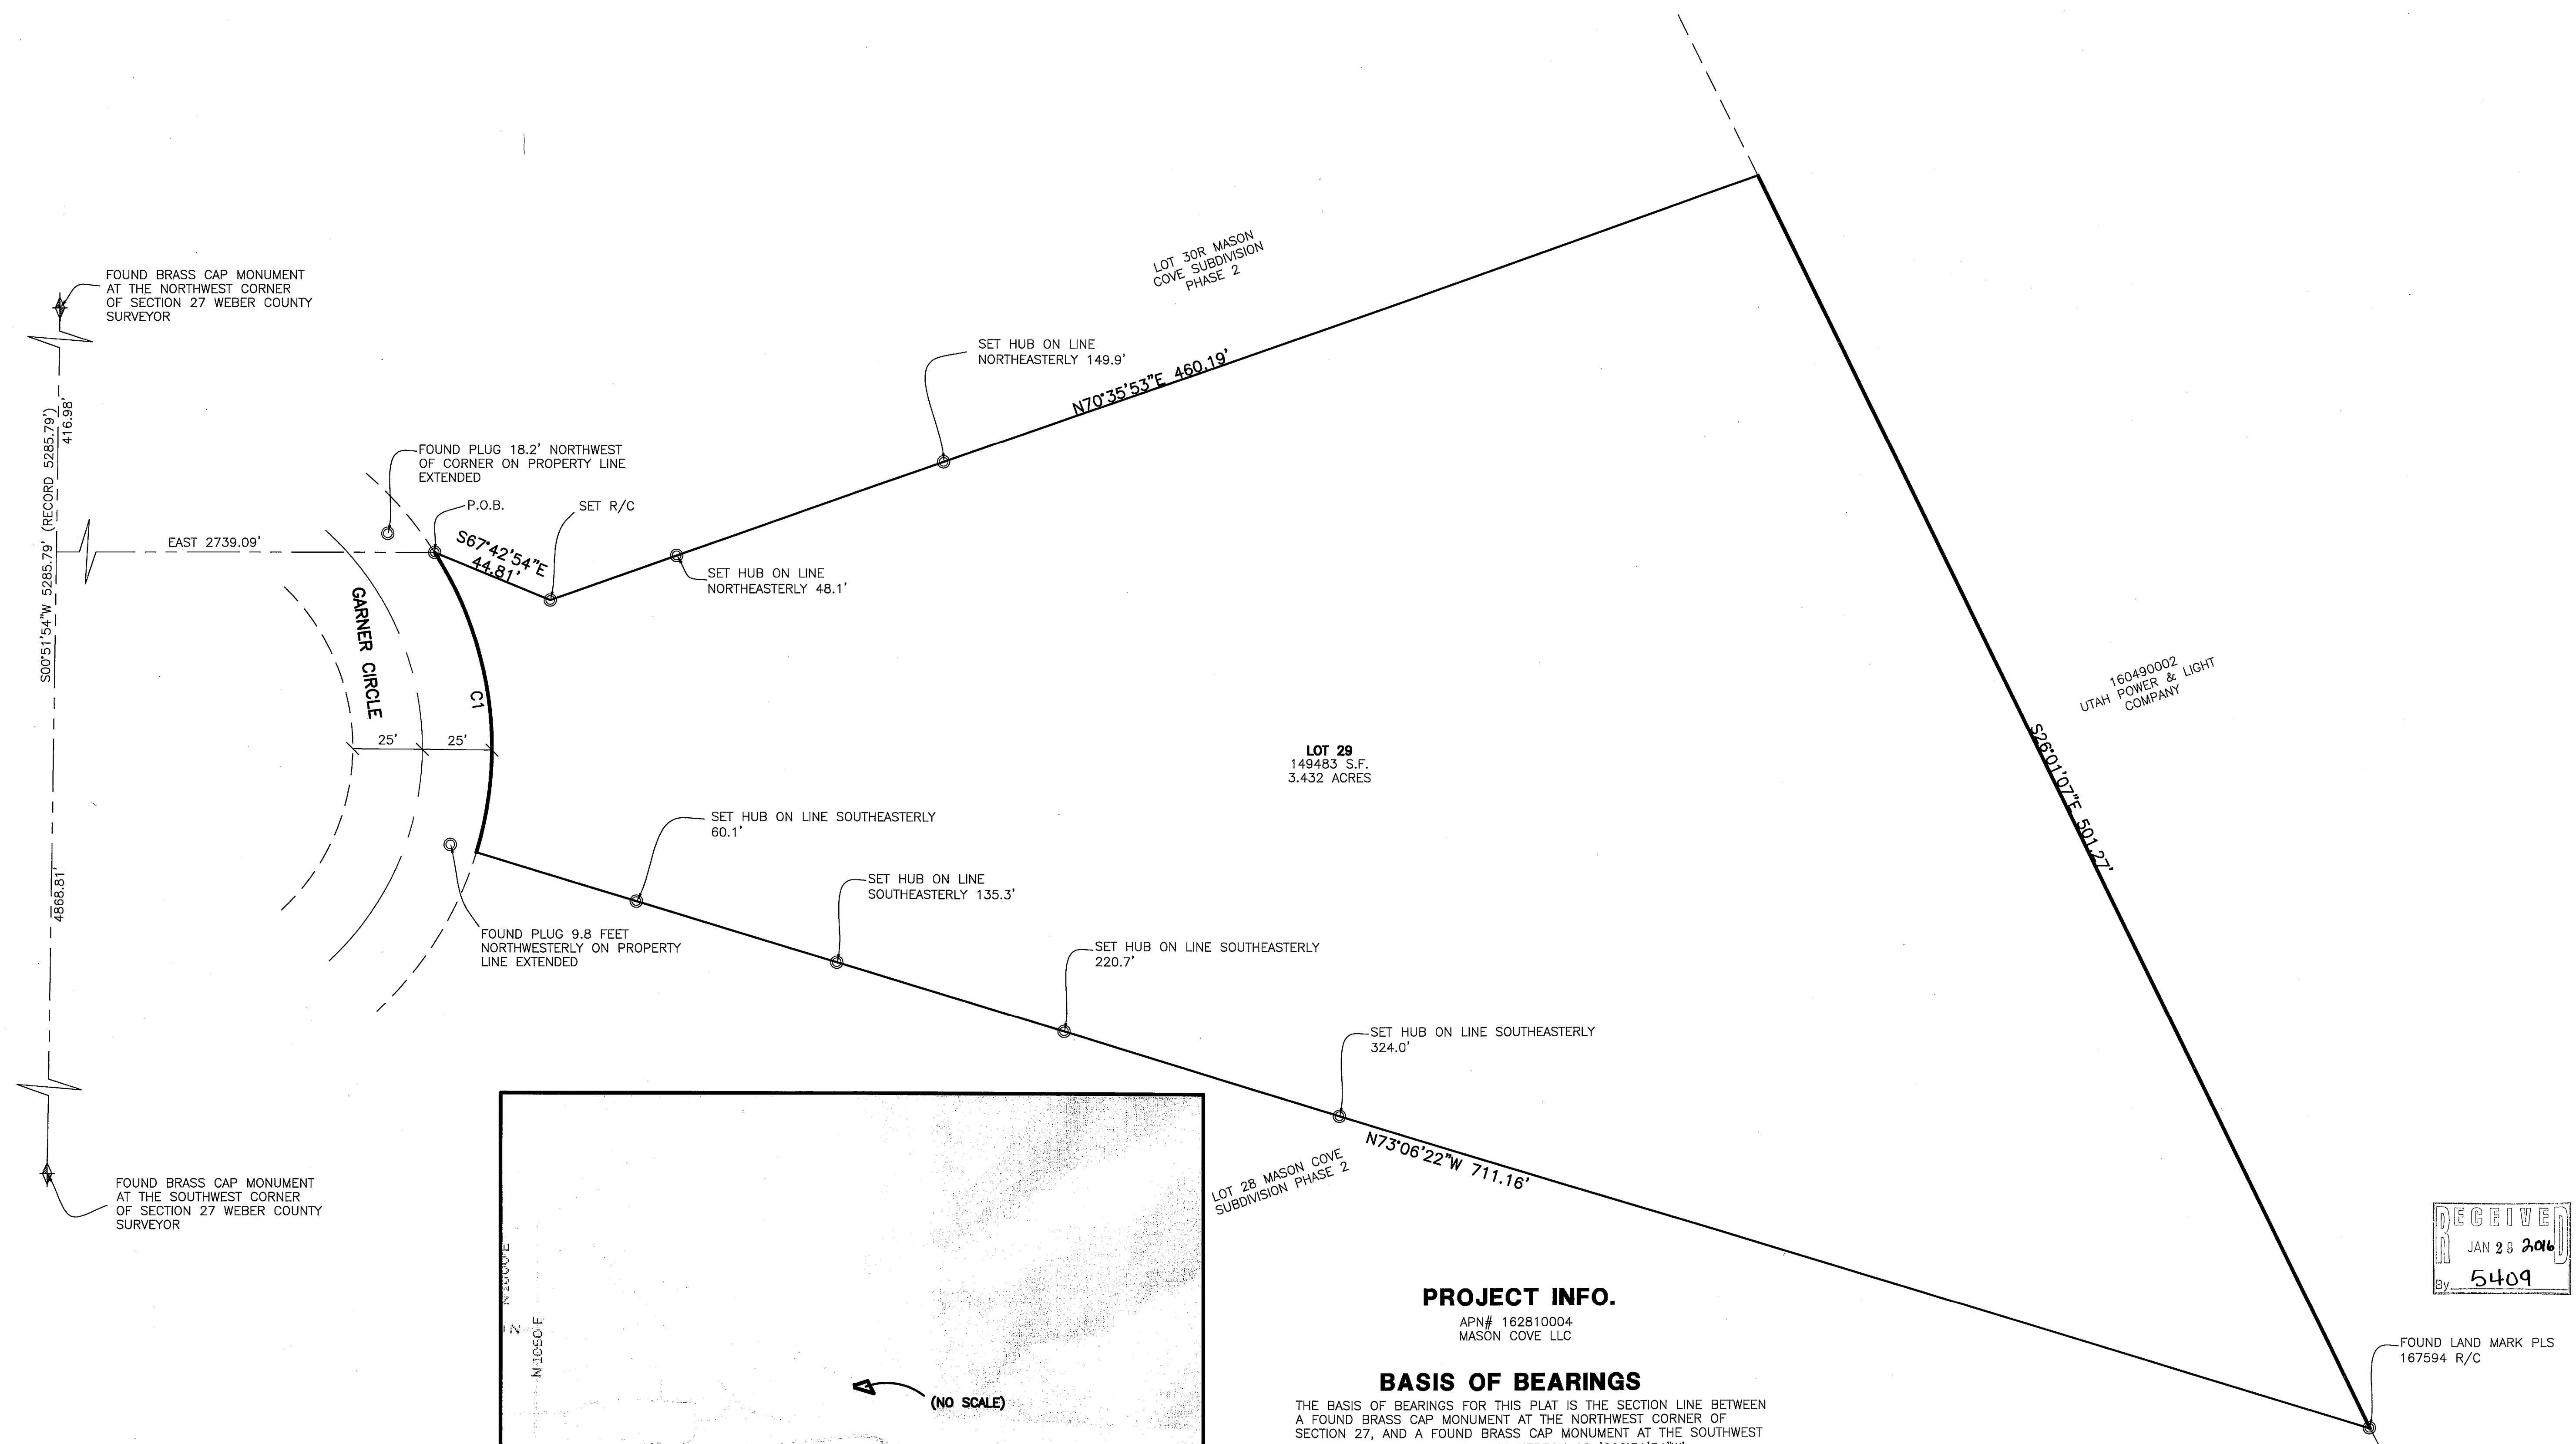 FOUND BRASS CAP MONUMENT
AT THE NORTHWEST CORNER
OF SECTION 27 WEBER COUNTY
SURVEYOR
LOT 30R MASON
COVE SUBDIVISION
PHASE 2
SET HUB ON LINE
NORTHEASTERLY 149.9'
N70°35'53"E 460.19'
S00°51'54"W 5285.79' (RECORD 5285.79')
416.98'
4868.81'
FOUND PLUG 18.2' NORTHWEST
OF CORNER ON PROPERTY LINE
EXTENDED
P.O.B.
SET R/C
EAST 2739.09'
S67°42'54"E
44.81'
SET HUB ON LINE
NORTHEASTERLY 48.1'
GARNER CIRCLE
C1
25'
25'
160490002
UTAH POWER & LIGHT
COMPANY
S26°01'07"E 501.27'
LOT 29
149483 S.F.
3.432 ACRES
SET HUB ON LINE SOUTHEASTERLY
60.1'
SET HUB ON LINE
SOUTHEASTERLY 135.3'
FOUND PLUG 9.8 FEET
NORTHWESTERLY ON PROPERTY
LINE EXTENDED
SET HUB ON LINE SOUTHEASTERLY
220.7'
SET HUB ON LINE SOUTHEASTERLY
324.0'
N73°06'22"W 711.16'
LOT 28 MASON COVE
SUBDIVISION PHASE 2
FOUND BRASS CAP MONUMENT
AT THE SOUTHWEST CORNER
OF SECTION 27 WEBER COUNTY
SURVEYOR
N 1000 E
N
N 1050 E
(NO SCALE)
RECEIVED
JAN 28 2016
By 5409
PROJECT INFO.
APN# 162810004
MASON COVE LLC
FOUND LAND MARK PLS
167594 R/C
BASIS OF BEARINGS
THE BASIS OF BEARINGS FOR THIS PLAT IS THE SECTION LINE BETWEEN
A FOUND BRASS CAP MONUMENT AT THE NORTHWEST CORNER OF
SECTION 27, AND A FOUND BRASS CAP MONUMENT AT THE SOUTHWEST